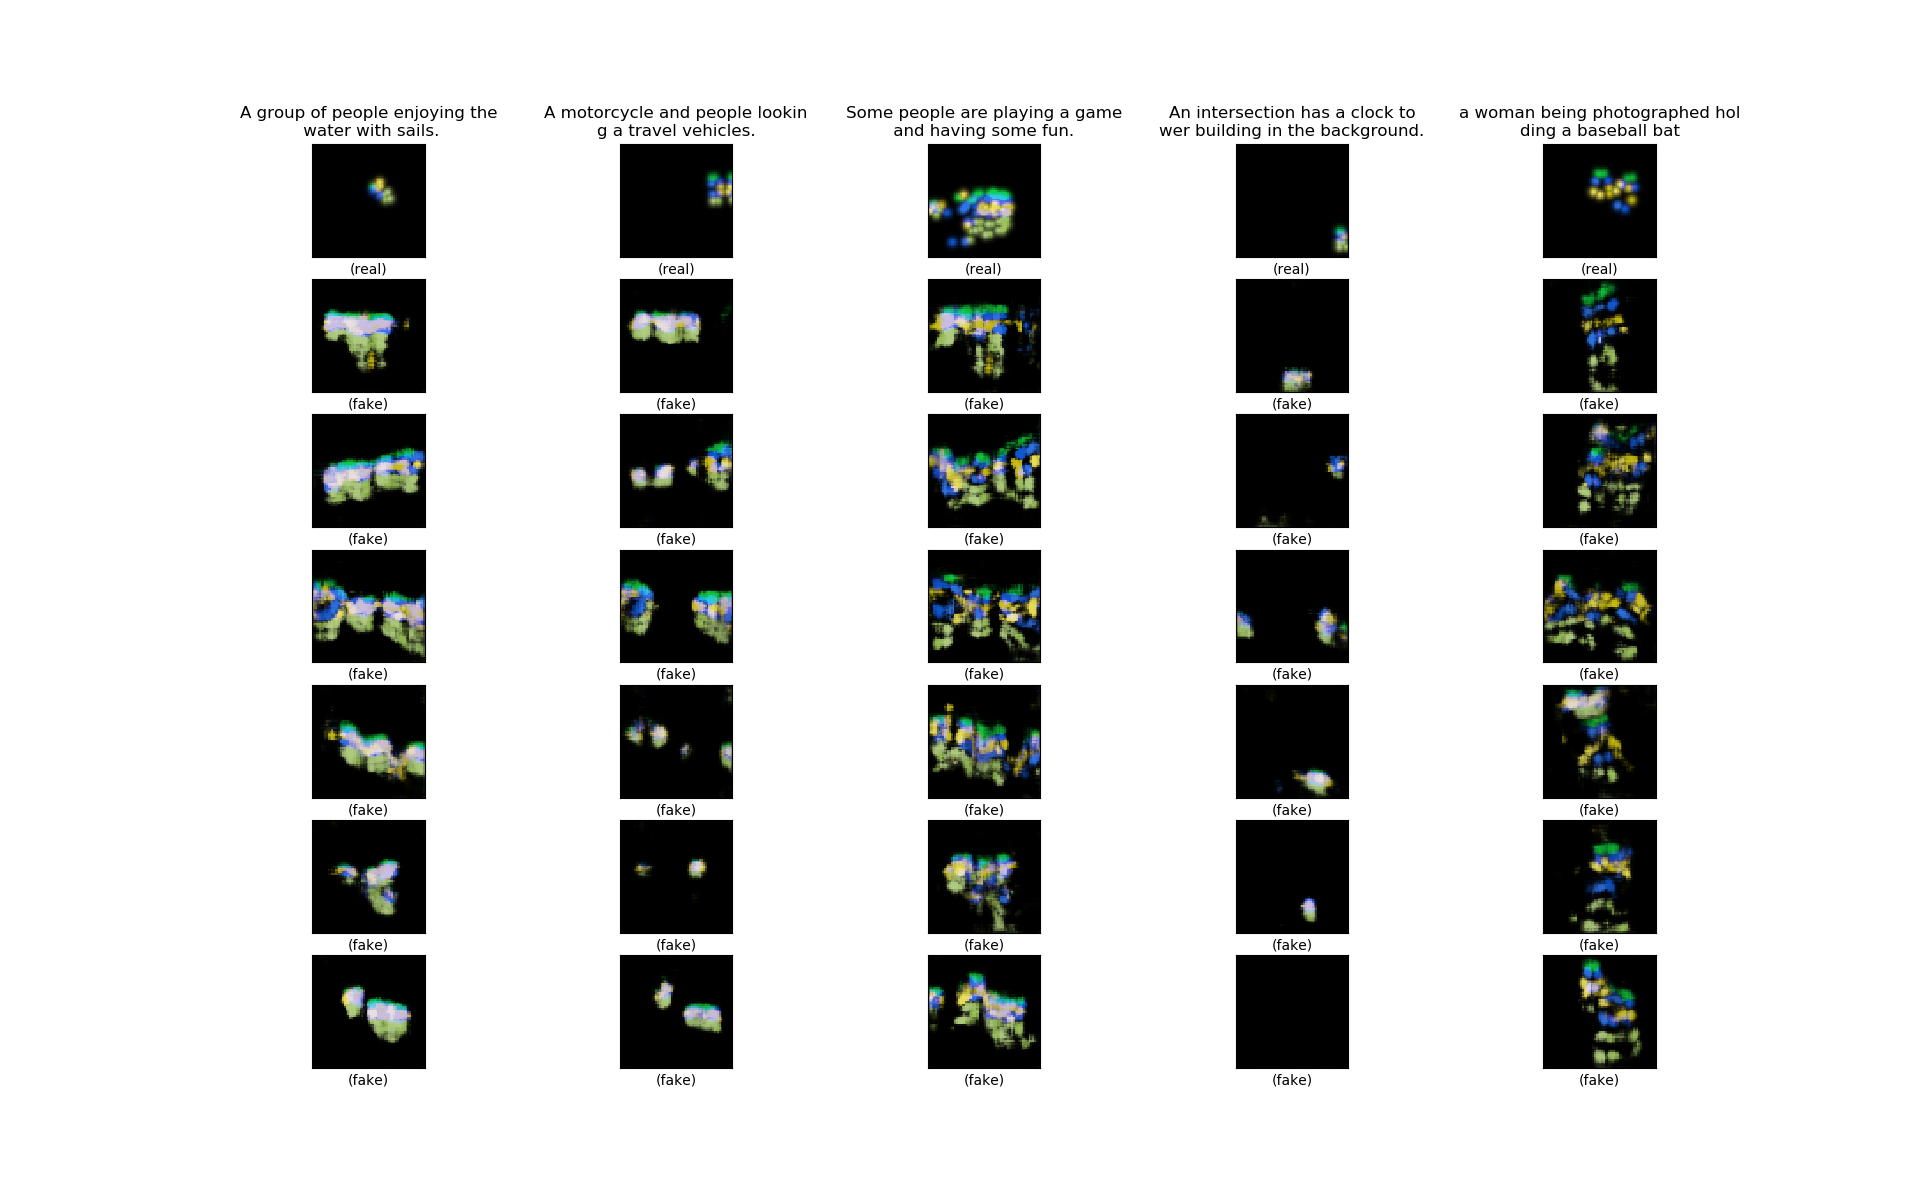 A group of people enjoying the
water with sails.
A motorcycle and people lookin
g a travel vehicles.
Some people are playing a game
and having some fun.
An intersection has a clock to
wer building in the background.
a woman being photographed hol
ding a baseball bat
(real) (real) (real) (real) (real)
(fake) (fake) (fake) (fake) (fake)
(fake) (fake) (fake) (fake) (fake)
(fake) (fake) (fake) (fake) (fake)
(fake) (fake) (fake) (fake) (fake)
(fake) (fake) (fake) (fake) (fake)
(fake) (fake) (fake) (fake) (fake)